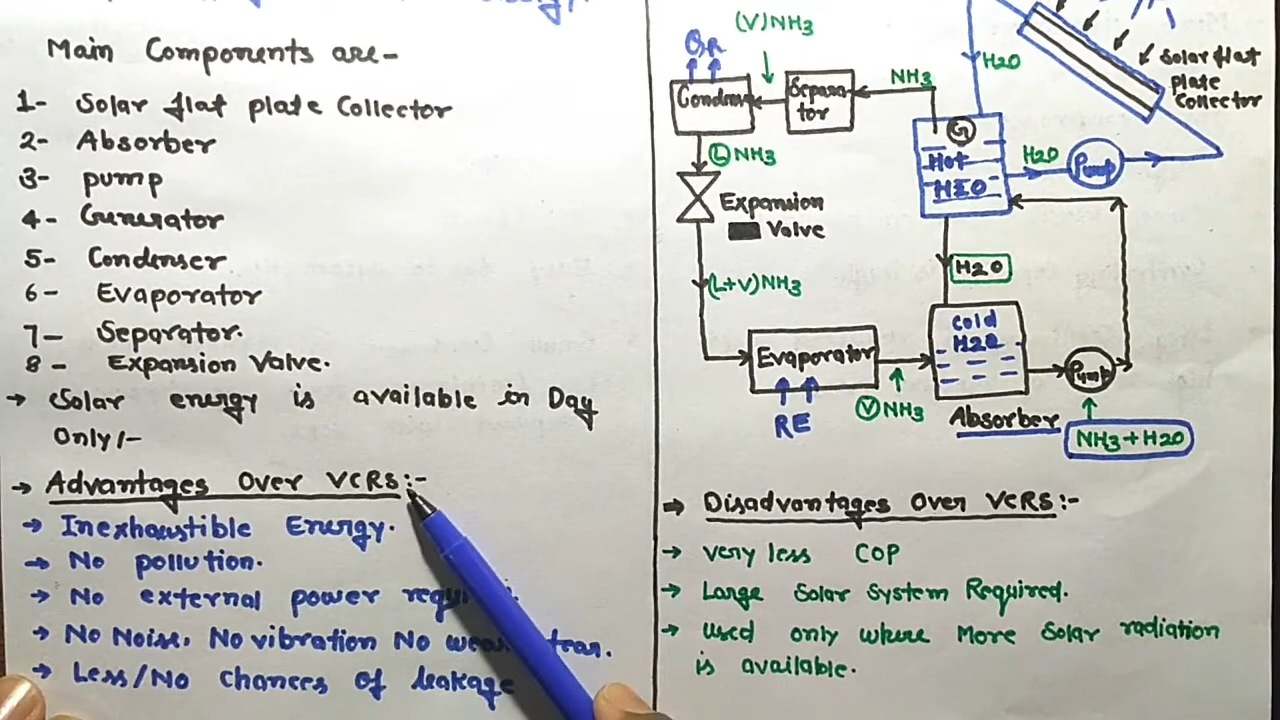 Main Components are-
1- Solar flat plate Collector
2- Absorber
3- pump
4- Generator
5- Condenser
6- Evaporator
7- Separator.
8- Expansion Valve.
→ Solar energy is available in Day
Only/-
→ Advantages Over VCRS:-
→ Inexhaustible Energy.
→ No pollution.
→ No external power
→ No Noise, No vibration No tear.
→ Less/No chances of leakage
(V)NH3
QR
NH3
H2O
Solar flat
plate
Collector
Conden
Separa
tor
G
Hot
H2O
H2O
Pump
(L)NH3
Expansion
Valve
H2O
(L+V)NH3
Cold
H2O
Evaporator
Pump
RE
(V)NH3
Absorber
NH3+H2O
⇒ Disadvantages Over VCRS:-
→ very less COP
→ Large Solar System Required.
→ used only where More Solar radiation
is available.